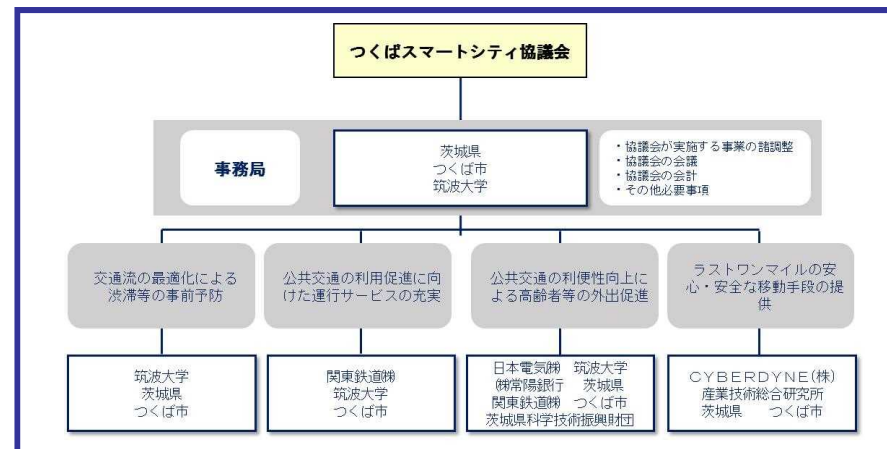 つくばスマートシティ協議会
事務局
茨城県
つくば市
筑波大学
・協議会が実施する事業の諸調整
・協議会の会議
・協議会の会計
・その他必要事項
交通流の最適化による
渋滞等の事前予防
公共交通の利用促進に向
けた運行サービスの充実
公共交通の利便性向上に
よる高齢者等の外出促進
ラストワンマイルの安
心・安全な移動手段の提
供
筑波大学
茨城県
つくば市
関東鉄道㈱
筑波大学
つくば市
日本電気㈱　筑波大学
㈱常陽銀行　茨城県
関東鉄道㈱　つくば市
茨城県科学技術振興財団
ＣＹＢＥＲＤＹＮＥ(株)
産業技術総合研究所
茨城県　　つくば市